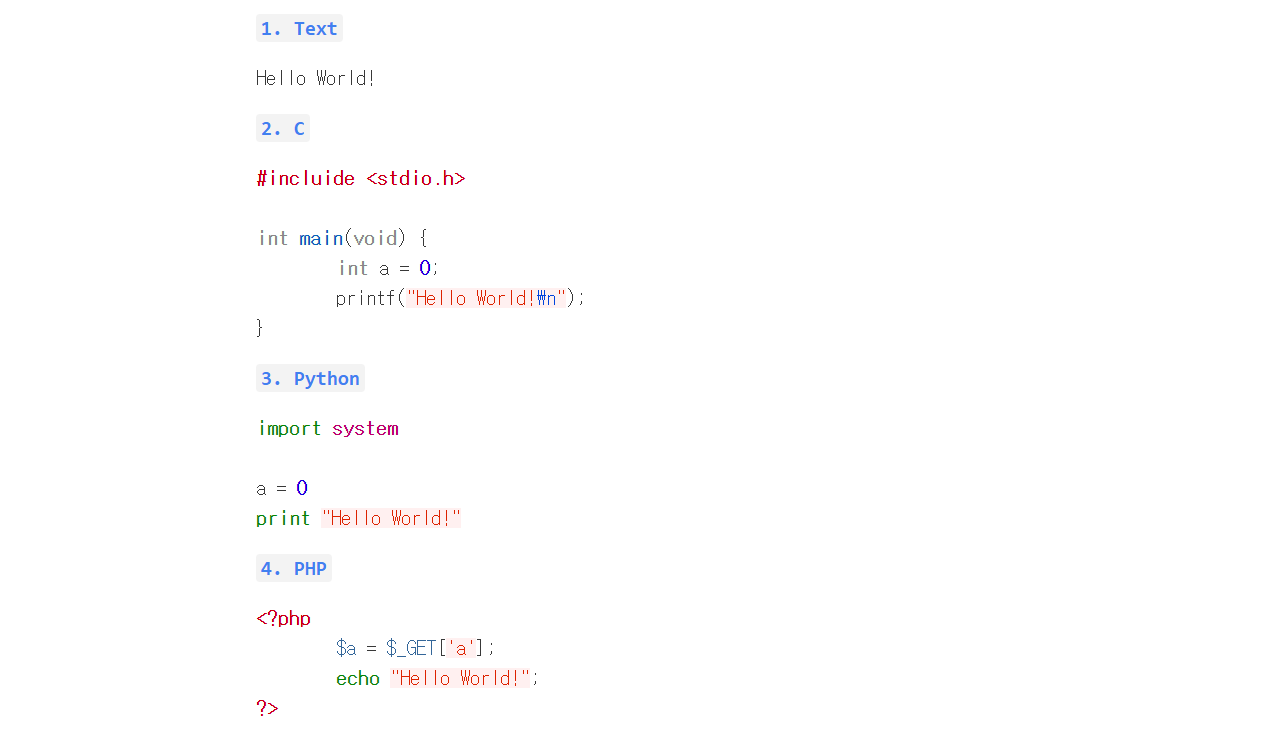 1. Text
Hello World!
2. C
#incluide <stdio.h>
int main(void) {
int a = 0;
printf("Hello World!₩n");
}
3. Python
import system
a = 0
print "Hello World!"
4. PHP
<?php
$a = $_GET['a'];
echo "Hello World!";
?>